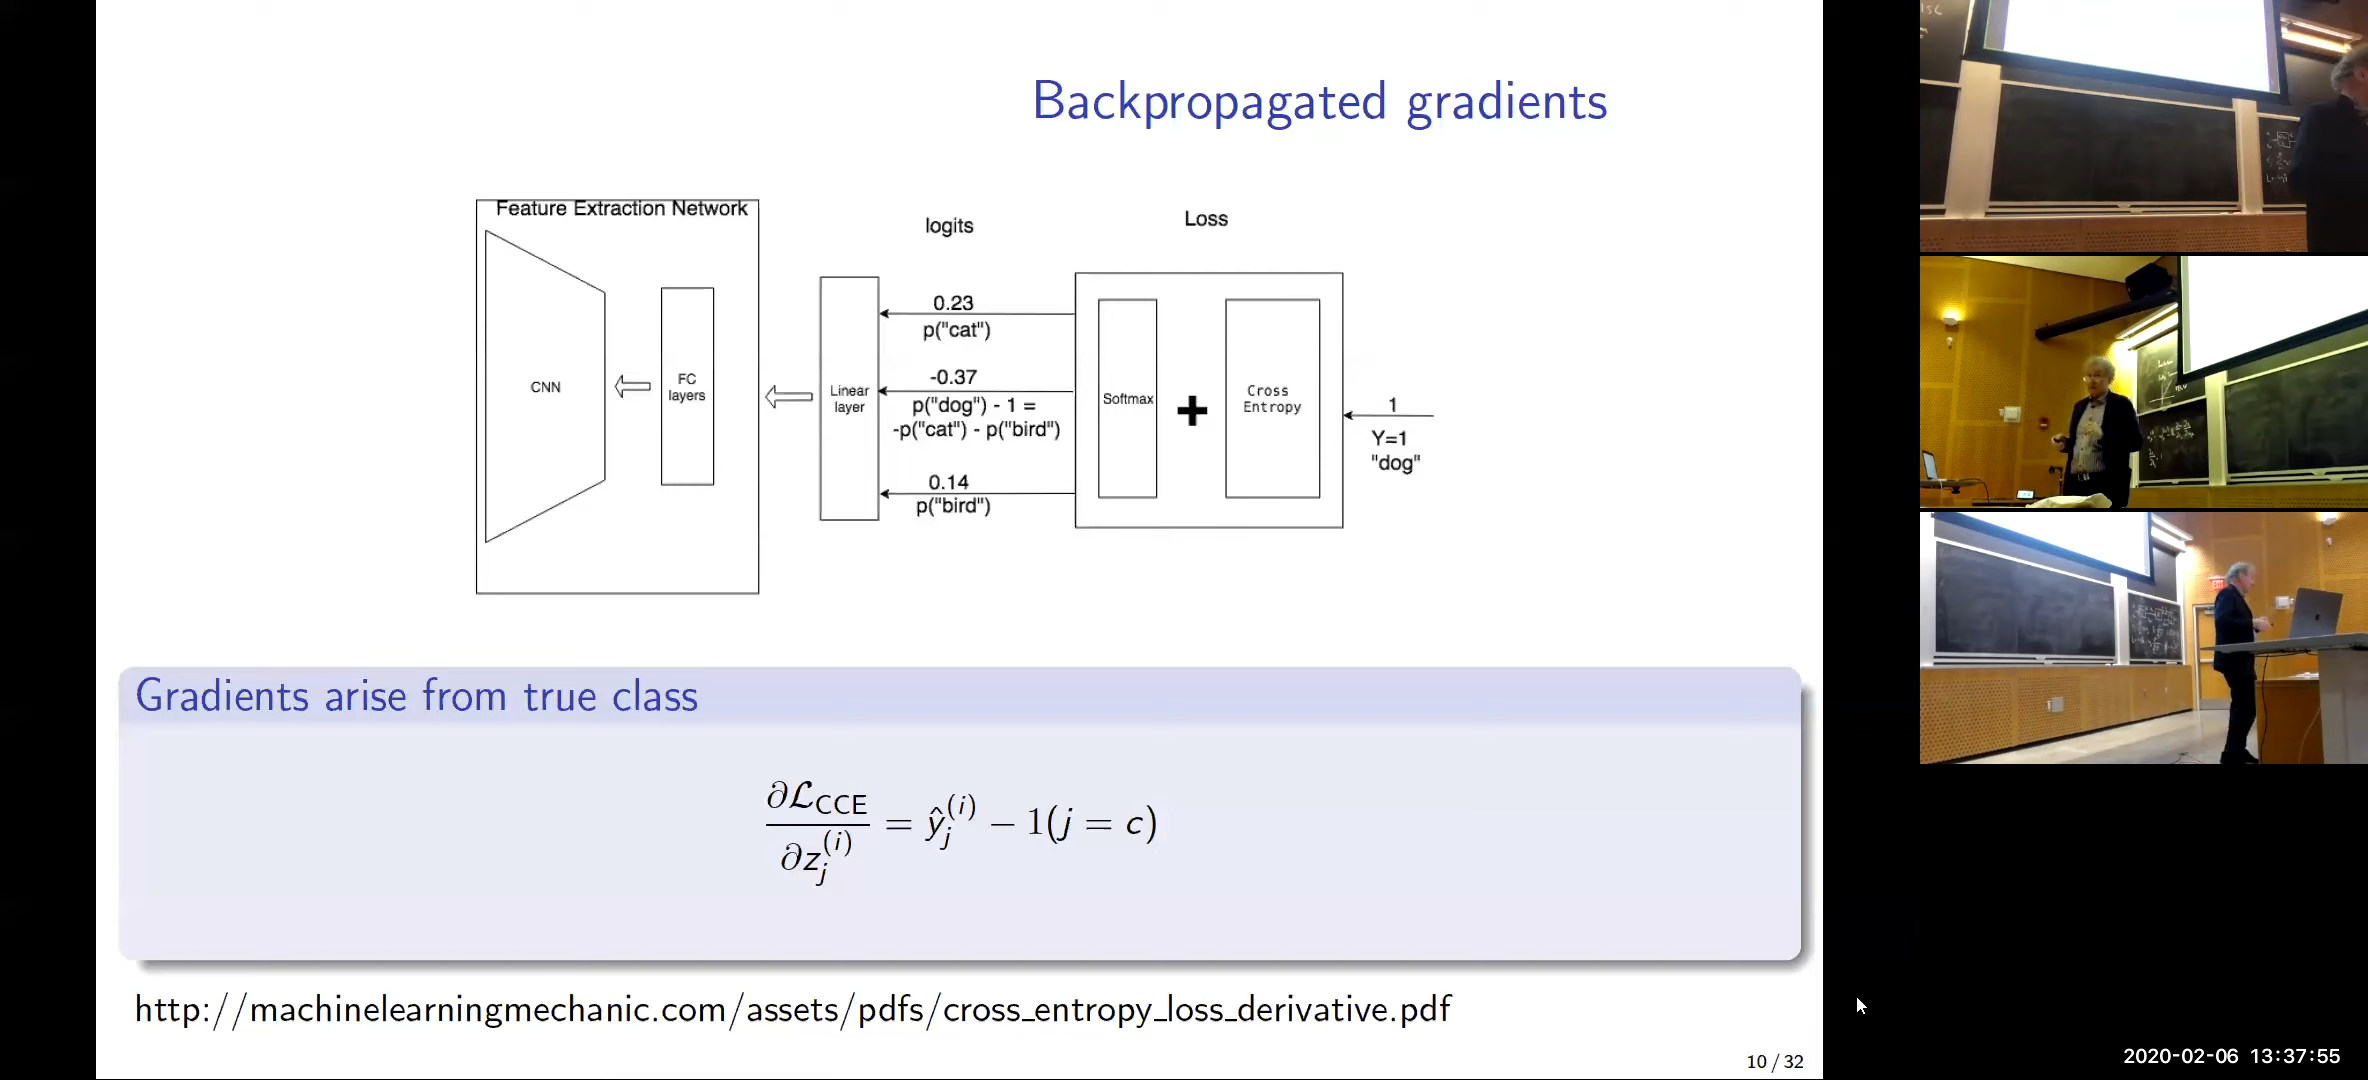 Backpropagated gradients
Feature Extraction Network
logits
Loss
0.23
p("cat")
-0.37
p("dog") - 1 =
-p("cat") - p("bird")
0.14
p("bird")
CNN
FC
layers
Linear
layer
Softmax
+
Cross
Entropy
1
Y=1
"dog"
Gradients arise from true class
∂ℒ_CCE / ∂z_j^(i) = ŷ_j^(i) − 1(j = c)
http://machinelearningmechanic.com/assets/pdfs/cross_entropy_loss_derivative.pdf
10 / 32
2020-02-06 13:37:55